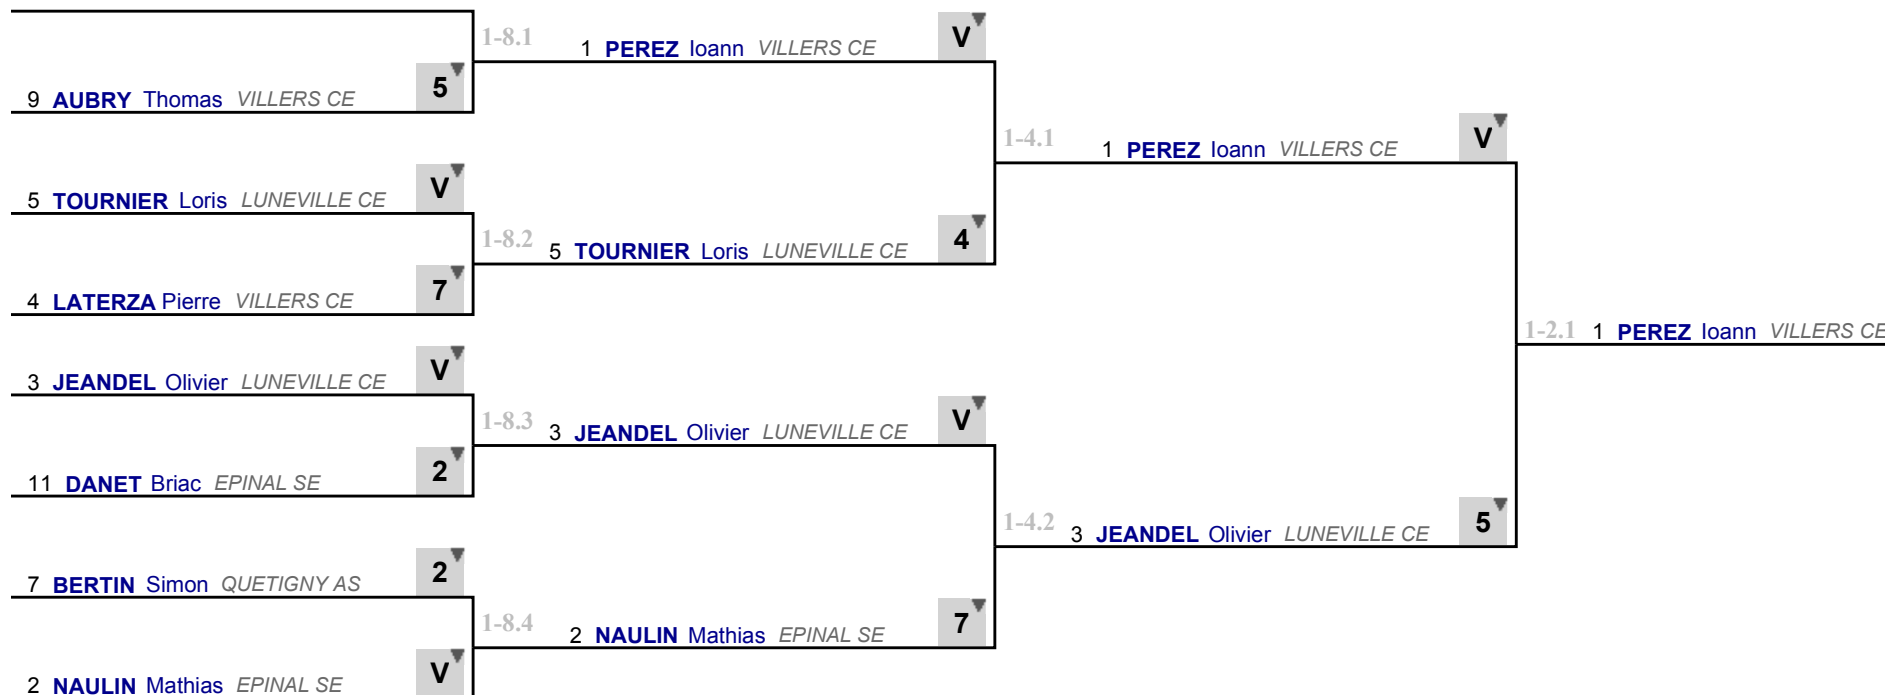 1-8.1 1 PEREZ Ioann VILLERS CE V
9 AUBRY Thomas VILLERS CE 5
1-4.1 1 PEREZ Ioann VILLERS CE V
5 TOURNIER Loris LUNEVILLE CE V
1-8.2 5 TOURNIER Loris LUNEVILLE CE 4
4 LATERZA Pierre VILLERS CE 7
1-2.1 1 PEREZ Ioann VILLERS CE
3 JEANDEL Olivier LUNEVILLE CE V
1-8.3 3 JEANDEL Olivier LUNEVILLE CE V
11 DANET Briac EPINAL SE 2
1-4.2 3 JEANDEL Olivier LUNEVILLE CE 5
7 BERTIN Simon QUETIGNY AS 2
1-8.4 2 NAULIN Mathias EPINAL SE 7
2 NAULIN Mathias EPINAL SE V